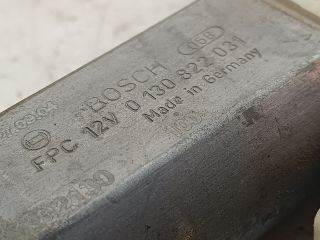 BOSCH
FPC 12V 0 130 822 031
Made in Germany